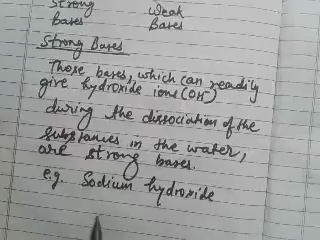 Strong Weak
Bases Bases
Strong Bases
Those bases, which can readily
give hydroxide ions (OH⁻)
during the dissociation of the
substances in the water,
are strong bases.
e.g. Sodium hydroxide